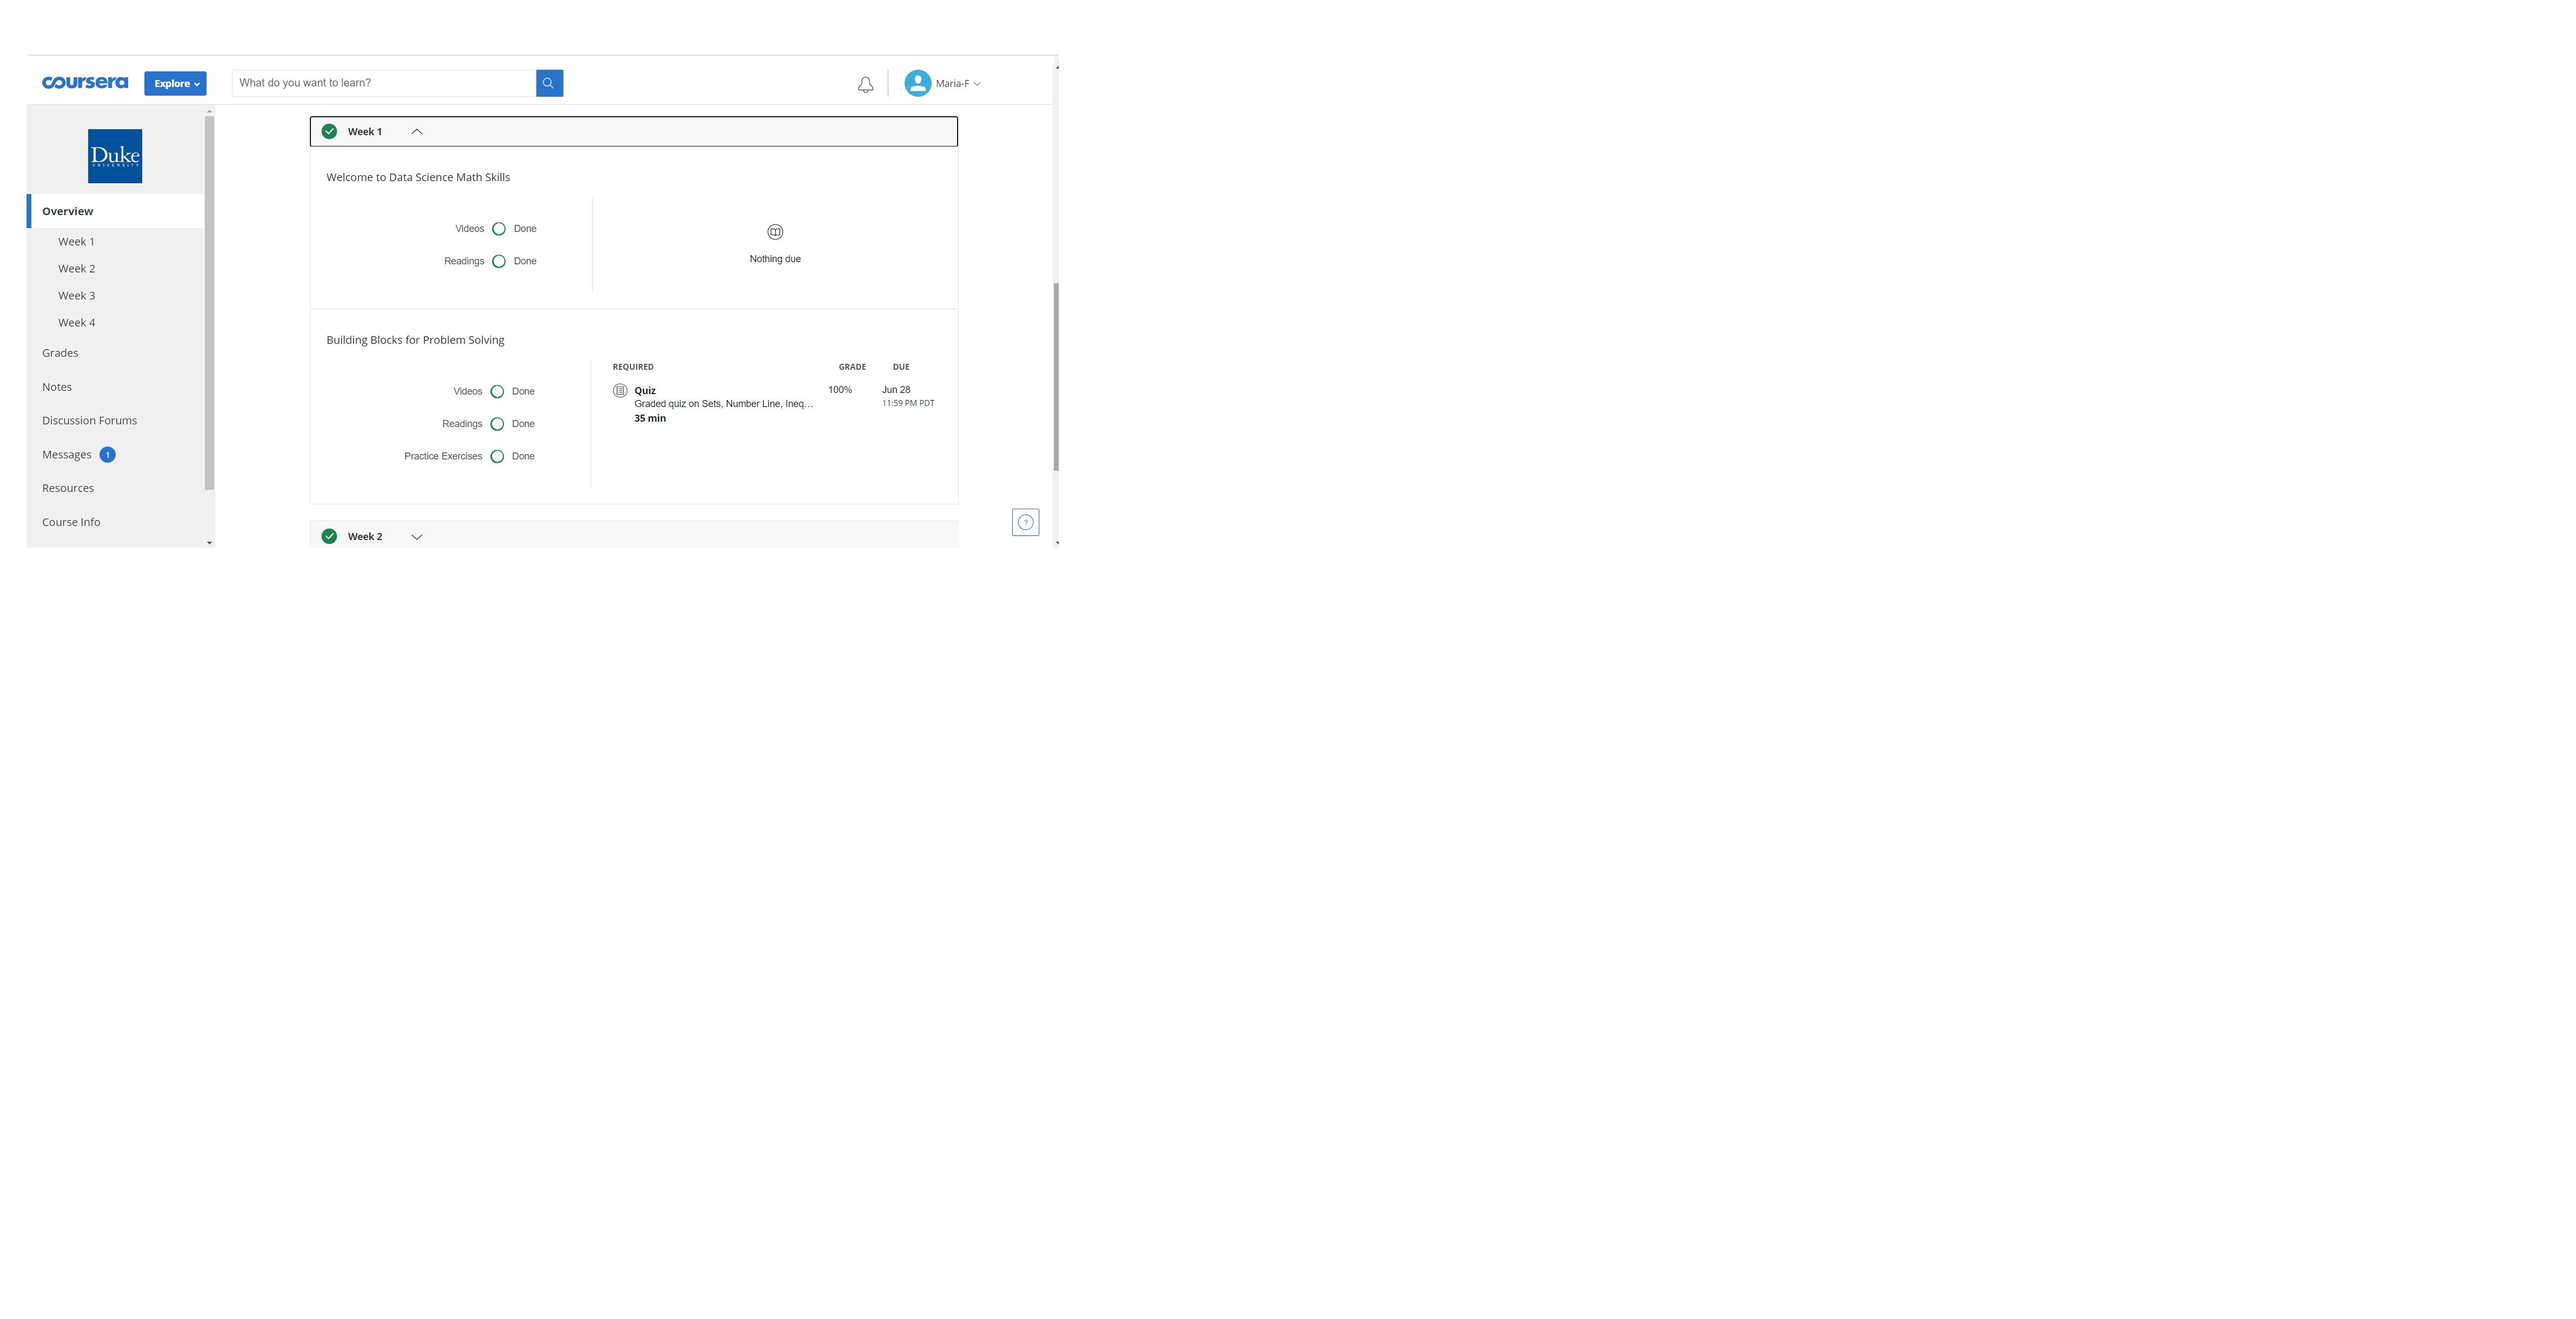 coursera
Explore
What do you want to learn?
Maria-F
Duke
UNIVERSITY
Overview
Week 1
Week 2
Week 3
Week 4
Grades
Notes
Discussion Forums
Messages 1
Resources
Course Info
Week 1
Welcome to Data Science Math Skills
Videos Done
Readings Done
Nothing due
Building Blocks for Problem Solving
Videos Done
Readings Done
Practice Exercises Done
REQUIRED GRADE DUE
Quiz 100% Jun 28
Graded quiz on Sets, Number Line, Ineq... 11:59 PM PDT
35 min
Week 2
?